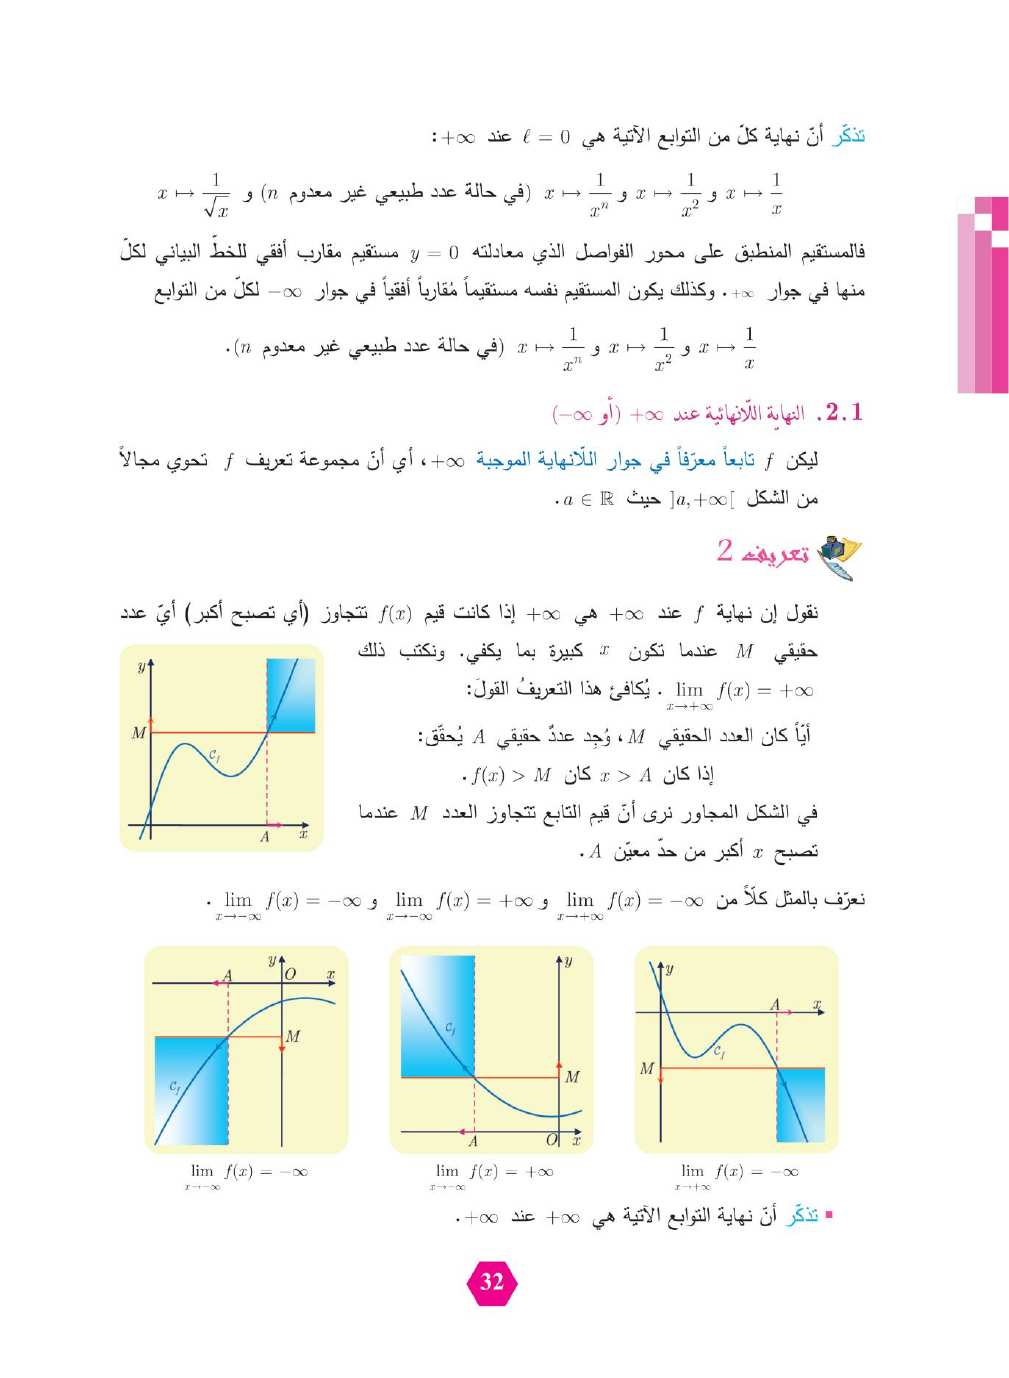 تذكّر أنّ نهاية كلّ من التوابع الآتية هي ℓ = 0 عند +∞ :
x ↦ 1/x و x ↦ 1/x² و x ↦ 1/xⁿ (في حالة عدد طبيعي غير معدوم n) و x ↦ 1/√x
فالمستقيم المنطبق على محور الفواصل الذي معادلته y = 0 مستقيم مقارب أفقي للخطّ البياني لكلّ
منها في جوار +∞ . وكذلك يكون المستقيم نفسه مستقيماً مُقارباً أفقياً في جوار −∞ لكلّ من التوابع
x ↦ 1/x و x ↦ 1/x² و x ↦ 1/xⁿ (في حالة عدد طبيعي غير معدوم n).
2.1. النهاية اللّانهائية عند +∞ (أو −∞)
ليكن f تابعاً معرّفاً في جوار اللّانهاية الموجبة +∞ ، أي أنّ مجموعة تعريف f تحوي مجالاً
من الشكل ]a, +∞[ حيث a ∈ ℝ .
تعريف 2
نقول إن نهاية f عند +∞ هي +∞ إذا كانت قيم f(x) تتجاوز (أي تصبح أكبر) أيّ عدد
حقيقي M عندما تكون x كبيرة بما يكفي. ونكتب ذلك
lim x→+∞ f(x) = +∞ . يُكافئ هذا التعريفُ القولَ:
أيّاً كان العدد الحقيقي M ، وُجِد عددٌ حقيقي A يُحقّق:
إذا كان x > A كان f(x) > M .
في الشكل المجاور نرى أنّ قيم التابع تتجاوز العدد M عندما
تصبح x أكبر من حدّ معيّن A .
y
M
C_f
A
x
نعرّف بالمثل كلّاً من lim x→+∞ f(x) = −∞ و lim x→−∞ f(x) = +∞ و lim x→−∞ f(x) = −∞ .
y
A
x
C_f
M
y
C_f
M
A
O
x
y
A
O
x
M
C_f
lim x→+∞ f(x) = −∞
lim x→−∞ f(x) = +∞
lim x→−∞ f(x) = −∞
▪ تذكّر أنّ نهاية التوابع الآتية هي +∞ عند +∞ .
32